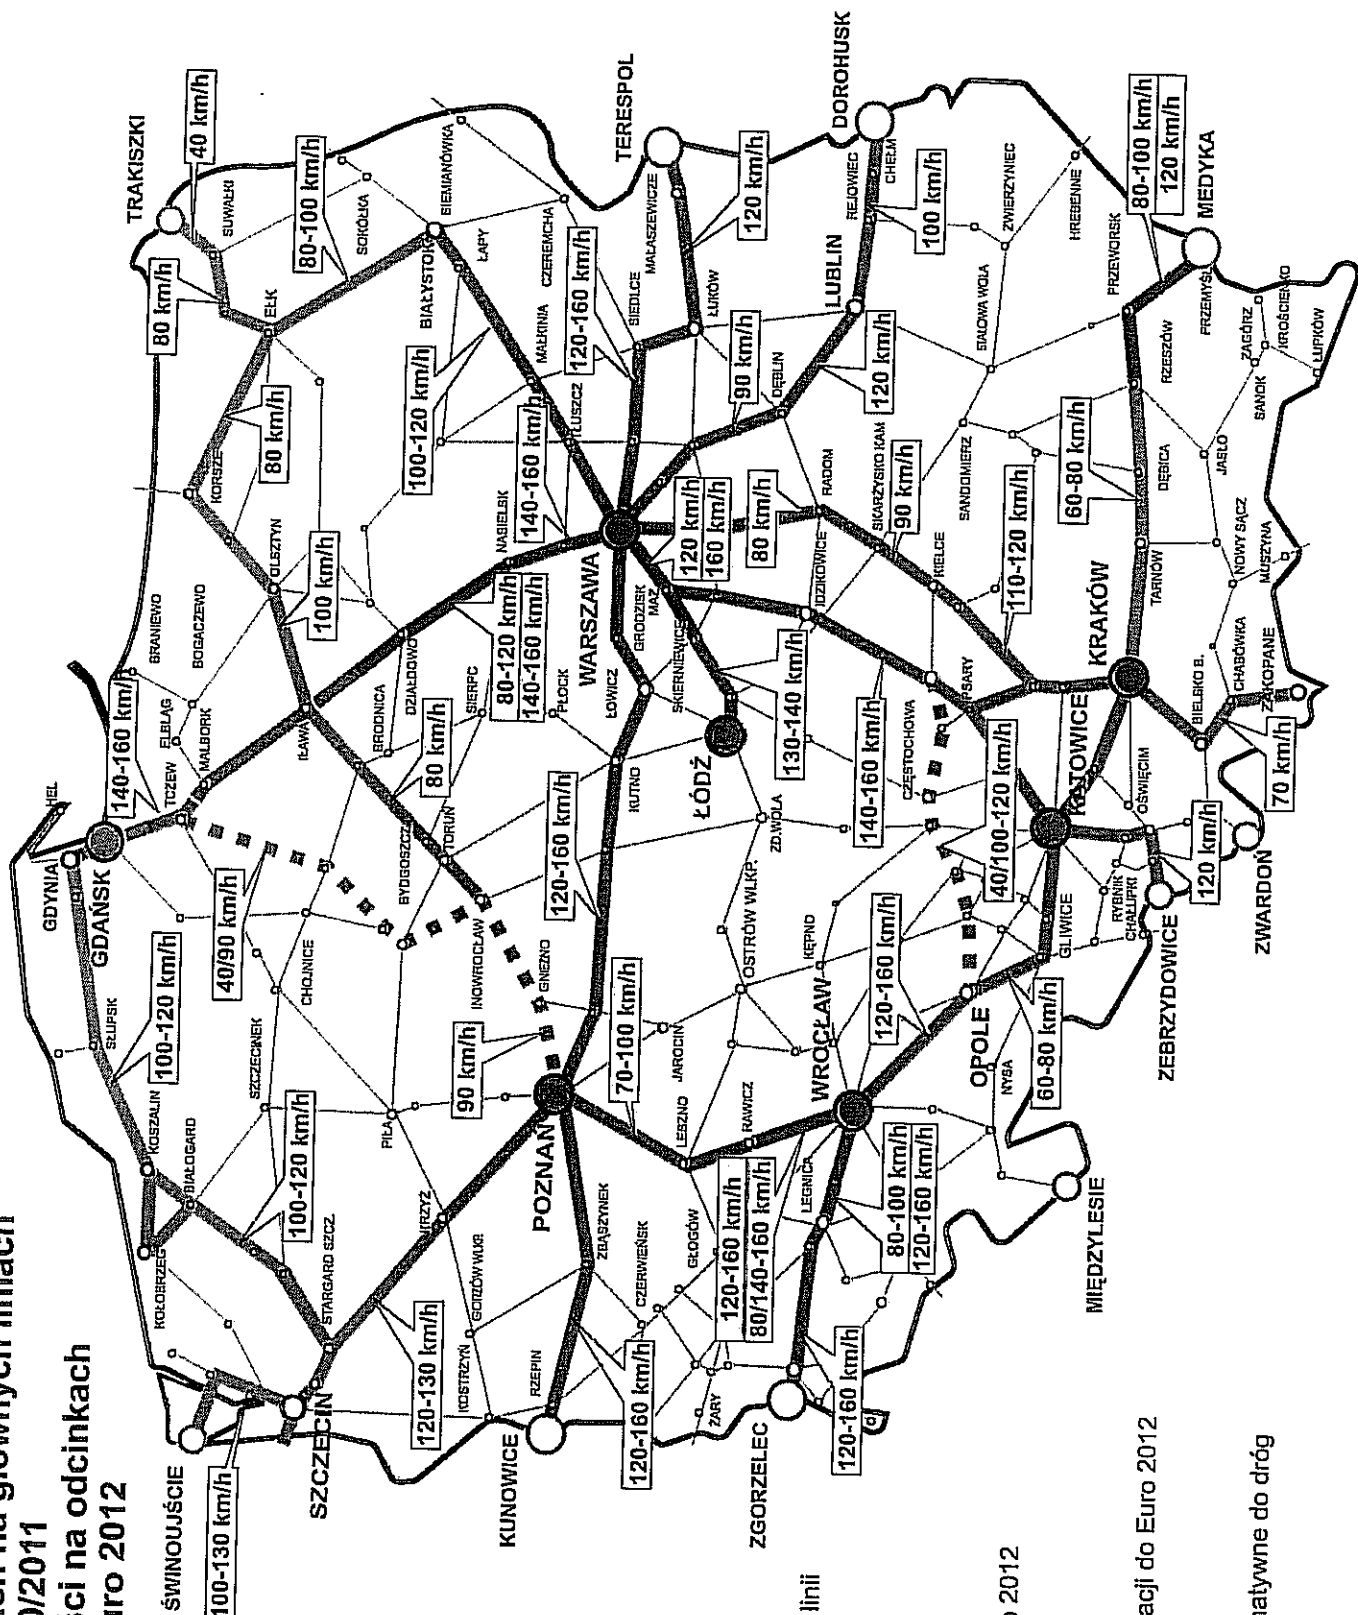 głównych liniach
0/2011
ści na odcinkach
uro 2012
HEL
GDYNIA
GDAŃSK
140-160 km/h
TCZEW
ELBLĄG
MALBORK
BRANIEWO
BOGACZEWO
TRAKISZKI
40 km/h
SUWAŁKI
80 km/h
EŁK
80-100 km/h
SOKÓŁKA
KORSZE
80 km/h
OLSZTYN
100 km/h
IŁAWA
ŚWINOUJŚCIE
100-130 km/h
KOŁOBRZEG
KOSZALIN
BIAŁOGARD
SŁUPSK
100-120 km/h
40/90 km/h
CHOJNICE
SZCZECINEK
100-120 km/h
STARGARD SZCZ.
SZCZECIN
PIŁA
BYDGOSZCZ
TORUŃ
BRODNICA
DZIAŁDOWO
SIERPC
80 km/h
NASIELSK
80-120 km/h
140-160 km/h
PŁOCK
100-120 km/h
140-160 km/h
TŁUSZCZ
MAŁKINIA
ŁAPY
BIAŁYSTOK
BIEMIANÓWKA
CZEREMCHA
120-130 km/h
KRZYŻ
GORZÓW WLKP
KOSTRZYŃ
INOWROCŁAW
GNIEZNO
90 km/h
POZNAŃ
120-160 km/h
KUTNO
ŁOWICZ
WARSZAWA
GRODZISK
MAZ
SKIERNIEWICE
120 km/h
160 km/h
120-160 km/h
SIEDLCE
ŁUKÓW
MAŁASZEWICZE
TERESPOL
120 km/h
90 km/h
DĘBLIN
KUNOWICE
RZEPIN
120-160 km/h
ZBĄSZYNEK
CZERWIEŃSK
70-100 km/h
JAROCIN
LESZNO
RAWICZ
GŁOGÓW
ŻARY
OSTRÓW WLKP.
KĘPNO
ZD.WOLA
ŁÓDŹ
130-140 km/h
80 km/h
RADOM
IDZIKOWICE
140-160 km/h
CZĘSTOCHOWA
PSARY
SKARŻYSKO KAM
90 km/h
KIELCE
110-120 km/h
SANDOMIERZ
STALOWA WOLA
LUBLIN
120 km/h
REJOWIEC
CHEŁM
DOROHUSK
100 km/h
ZWIERZYNIEC
HREBENNE
ZGORZELEC
120-160 km/h
120-160 km/h
80/140-160 km/h
LEGNICA
80-100 km/h
120-160 km/h
WROCŁAW
120-160 km/h
OPOLE
NYSA
60-80 km/h
MIĘDZYLESIE
40/100-120 km/h
GLIWICE
KATOWICE
RYBNIK
CHAŁUPKI
OŚWIĘCIM
ZEBRZYDOWICE
120 km/h
ZWARDOŃ
KRAKÓW
BIELSKO B.
CHABÓWKA
ZAKOPANE
70 km/h
60-80 km/h
TARNÓW
DĘBICA
RZESZÓW
PRZEWORSK
80-100 km/h
120 km/h
MEDYKA
PRZEMYŚL
NOWY SĄCZ
MUSZYNA
JASŁO
SANOK
ZAGÓRZ
KROŚCIENKO
ŁUPKÓW
linii
o 2012
acji do Euro 2012
natywne do dróg